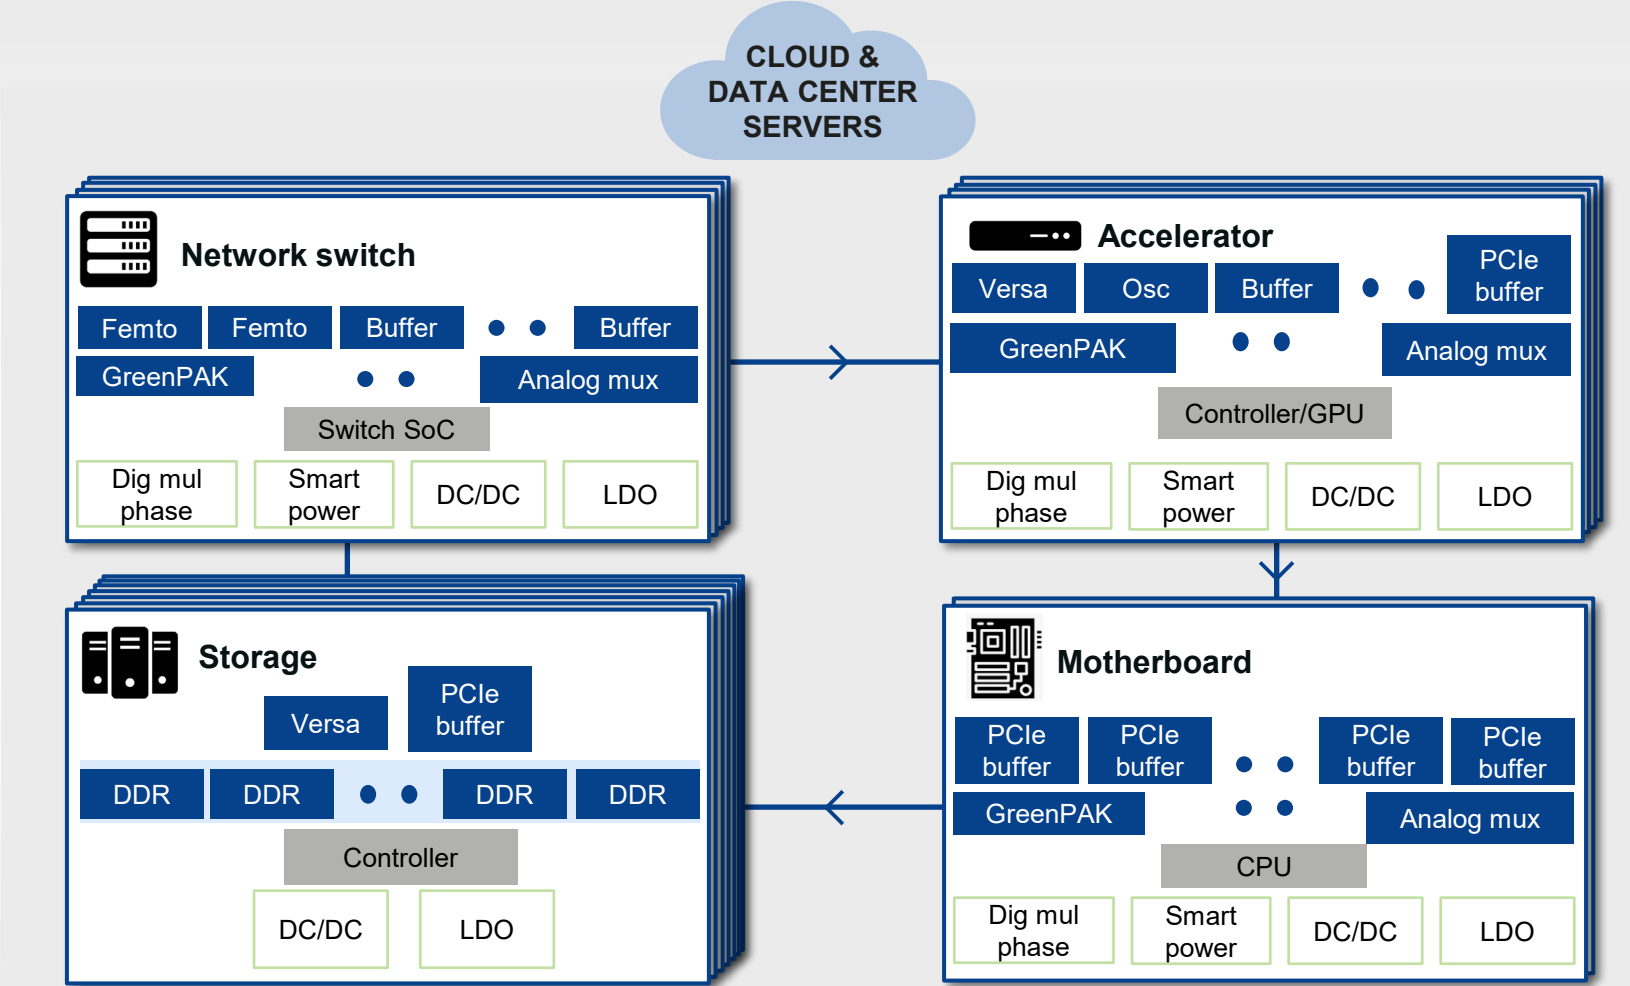 CLOUD &
DATA CENTER
SERVERS
Network switch
Femto
Femto
Buffer
Buffer
GreenPAK
Analog mux
Switch SoC
Dig mul
phase
Smart
power
DC/DC
LDO
Accelerator
Versa
Osc
Buffer
PCIe
buffer
GreenPAK
Analog mux
Controller/GPU
Dig mul
phase
Smart
power
DC/DC
LDO
Storage
Versa
PCIe
buffer
DDR
DDR
DDR
DDR
Controller
DC/DC
LDO
Motherboard
PCIe
buffer
PCIe
buffer
PCIe
buffer
PCIe
buffer
GreenPAK
Analog mux
CPU
Dig mul
phase
Smart
power
DC/DC
LDO